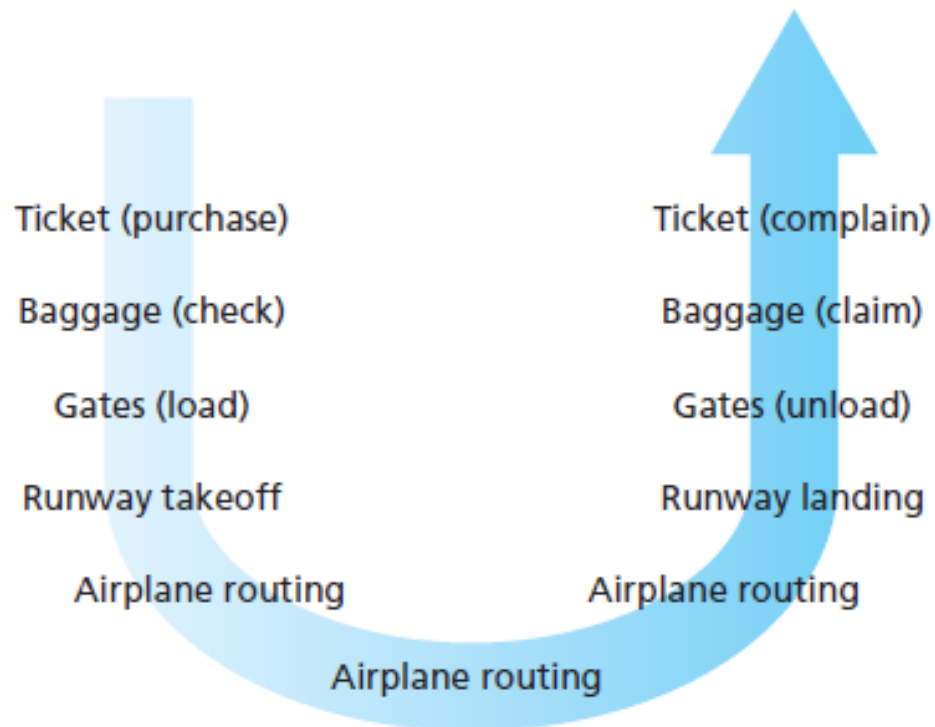 Ticket (purchase)
Baggage (check)
Gates (load)
Runway takeoff
Airplane routing
Airplane routing
Airplane routing
Runway landing
Gates (unload)
Baggage (claim)
Ticket (complain)